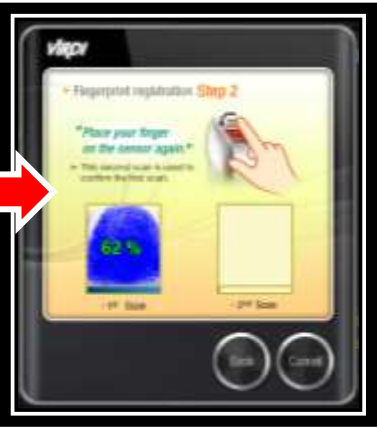 VIRDI
• Fingerprint registration Step 2
"Place your finger
on the sensor again."
➢ This second scan is used to
confirm the first scan.
62 %
- 1st Scan
- 2nd Scan
Back
Cancel